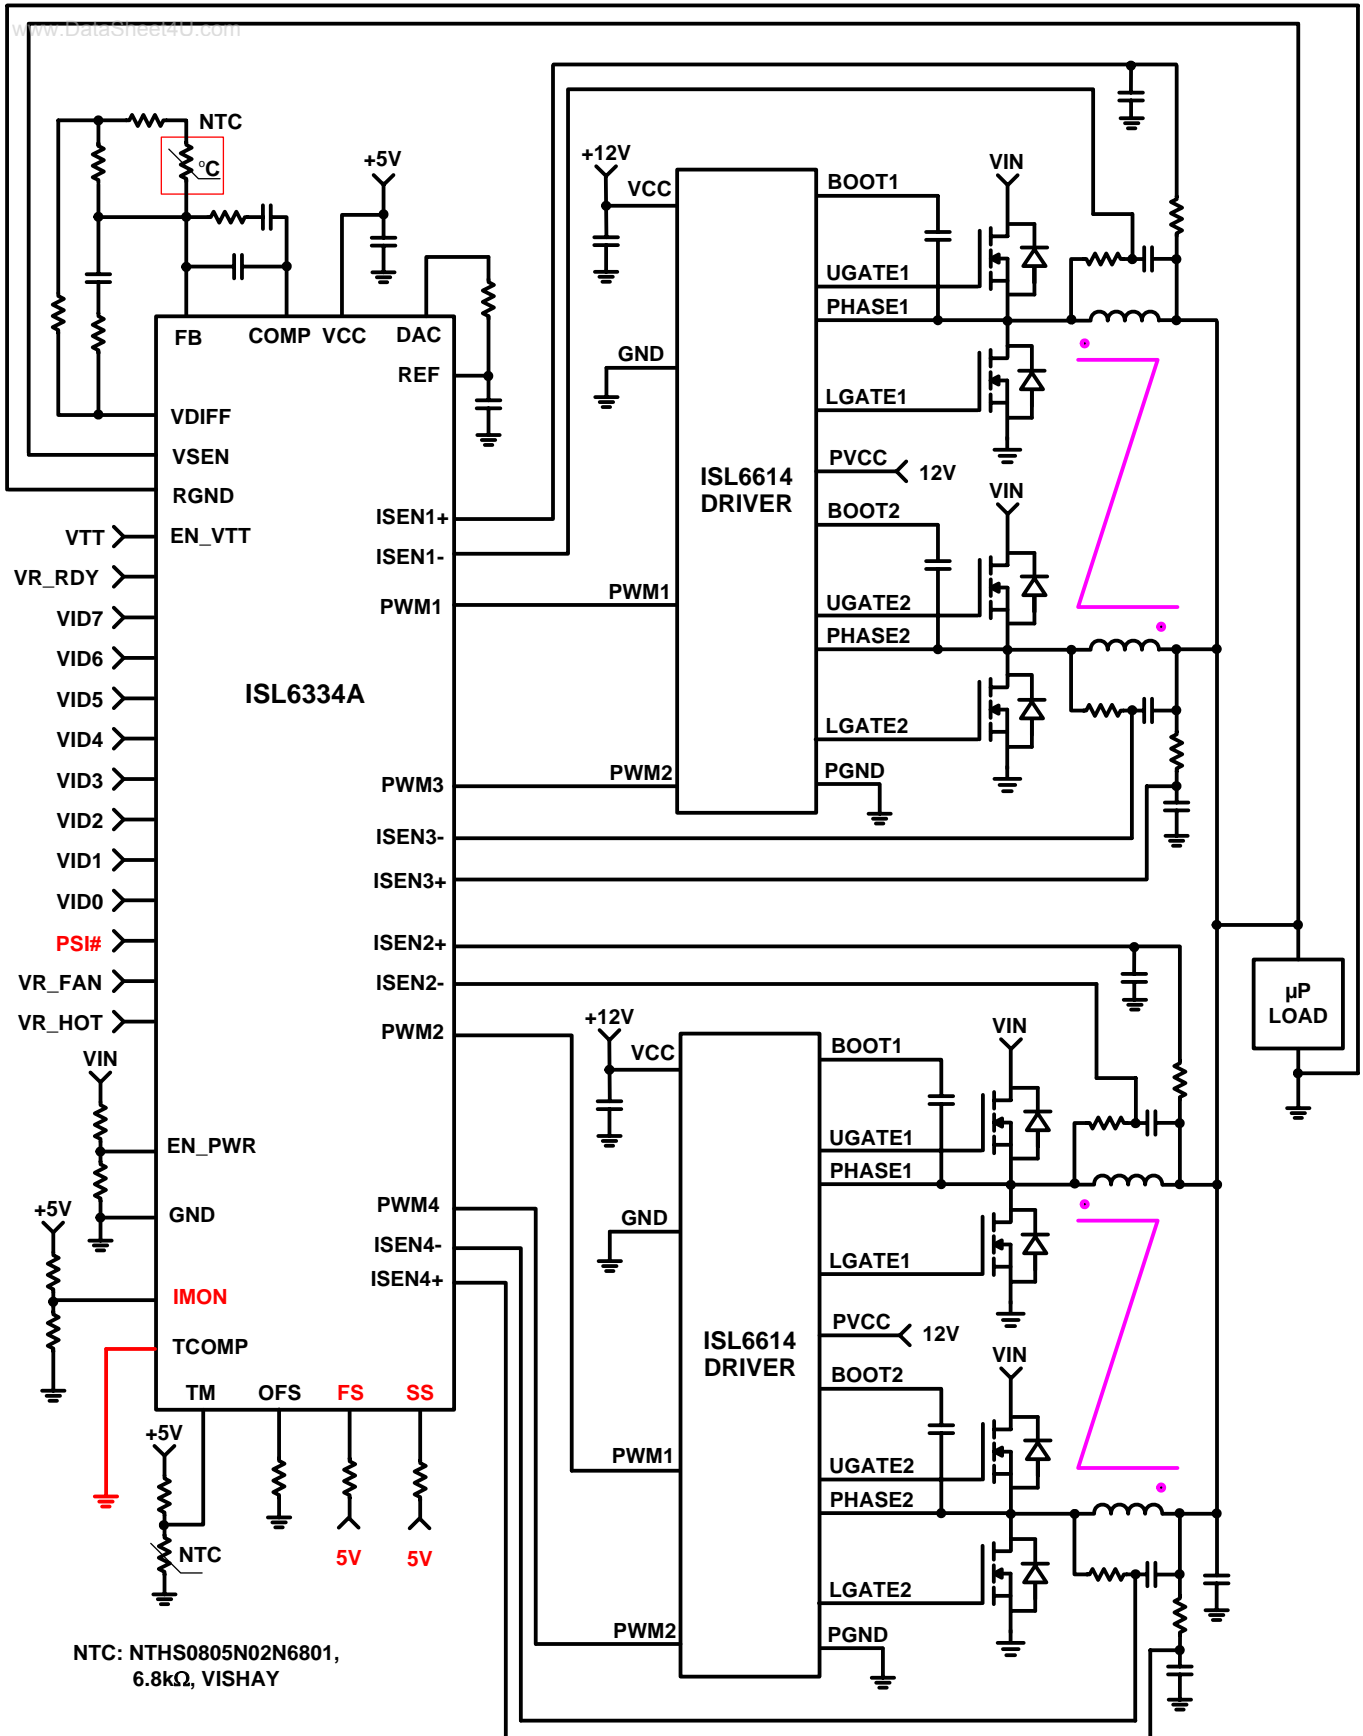 www.DataSheet4U.com
NTC
°C
+5V
+12V
VCC
BOOT1
VIN
UGATE1
PHASE1
FB
COMP
VCC
DAC
REF
GND
LGATE1
VDIFF
VSEN
RGND
PVCC
12V
ISL6614
DRIVER
VIN
BOOT2
ISEN1+
VTT
EN_VTT
ISEN1-
VR_RDY
PWM1
PWM1
UGATE2
VID7
PHASE2
VID6
VID5
ISL6334A
VID4
LGATE2
VID3
PWM3
PWM2
PGND
VID2
ISEN3-
VID1
ISEN3+
VID0
PSI#
ISEN2+
VR_FAN
ISEN2-
µP
LOAD
VR_HOT
PWM2
+12V
VCC
BOOT1
VIN
VIN
EN_PWR
UGATE1
PHASE1
+5V
GND
PWM4
GND
ISEN4-
LGATE1
ISEN4+
IMON
PVCC
12V
TCOMP
ISL6614
DRIVER
VIN
TM
OFS
FS
SS
BOOT2
+5V
PWM1
UGATE2
PHASE2
NTC
5V
5V
LGATE2
PWM2
PGND
NTC: NTHS0805N02N6801,
6.8kΩ, VISHAY